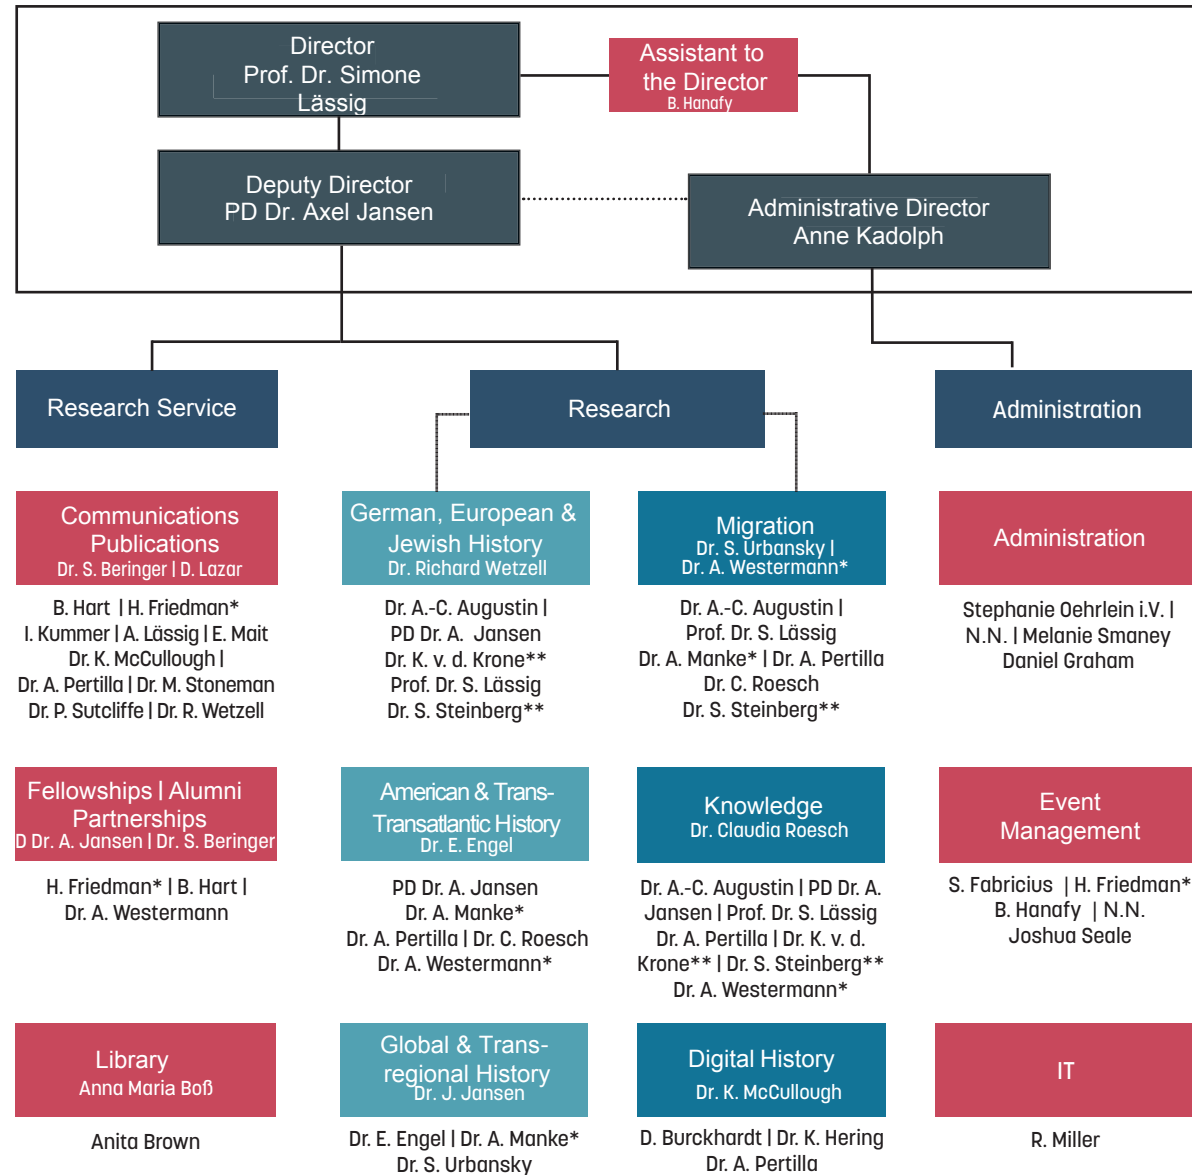 Director
Prof. Dr. Simone
Lässig
Assistant to
the Director
B. Hanafy
Deputy Director
PD Dr. Axel Jansen
Administrative Director
Anne Kadolph
Research Service
Research
Administration
Communications
Publications
Dr. S. Beringer | D. Lazar
B. Hart | H. Friedman*
I. Kummer | A. Lässig | E. Mait
Dr. K. McCullough |
Dr. A. Pertilla | Dr. M. Stoneman
Dr. P. Sutcliffe | Dr. R. Wetzell
German, European &
Jewish History
Dr. Richard Wetzell
Dr. A.-C. Augustin |
PD Dr. A. Jansen
Dr. K. v. d. Krone**
Prof. Dr. S. Lässig
Dr. S. Steinberg**
Migration
Dr. S. Urbansky |
Dr. A. Westermann*
Dr. A.-C. Augustin |
Prof. Dr. S. Lässig
Dr. A. Manke* | Dr. A. Pertilla
Dr. C. Roesch
Dr. S. Steinberg**
Administration
Stephanie Oehrlein i.V. |
N.N. | Melanie Smaney
Daniel Graham
Fellowships | Alumni
Partnerships
D Dr. A. Jansen | Dr. S. Beringer
H. Friedman* | B. Hart |
Dr. A. Westermann
American & Trans-
Transatlantic History
Dr. E. Engel
PD Dr. A. Jansen
Dr. A. Manke*
Dr. A. Pertilla | Dr. C. Roesch
Dr. A. Westermann*
Knowledge
Dr. Claudia Roesch
Dr. A.-C. Augustin | PD Dr. A.
Jansen | Prof. Dr. S. Lässig
Dr. A. Pertilla | Dr. K. v. d.
Krone** | Dr. S. Steinberg**
Dr. A. Westermann*
Event
Management
S. Fabricius | H. Friedman*
B. Hanafy | N.N.
Joshua Seale
Library
Anna Maria Boß
Anita Brown
Global & Trans-
regional History
Dr. J. Jansen
Dr. E. Engel | Dr. A. Manke*
Dr. S. Urbansky
Digital History
Dr. K. McCullough
D. Burckhardt | Dr. K. Hering
Dr. A. Pertilla
IT
R. Miller